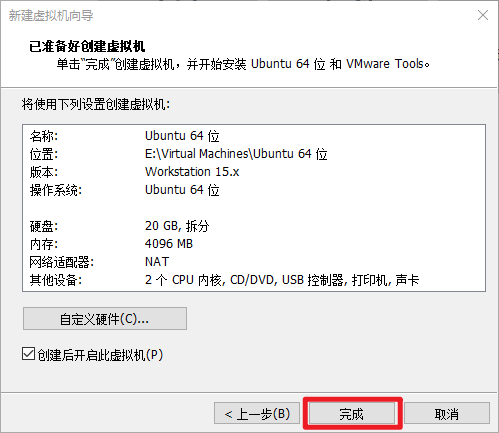 新建虚拟机向导
已准备好创建虚拟机
单击“完成”创建虚拟机，并开始安装 Ubuntu 64 位 和 VMware Tools。
将使用下列设置创建虚拟机:
名称: Ubuntu 64 位
位置: E:\Virtual Machines\Ubuntu 64 位
版本: Workstation 15.x
操作系统: Ubuntu 64 位
硬盘: 20 GB, 拆分
内存: 4096 MB
网络适配器: NAT
其他设备: 2 个 CPU 内核, CD/DVD, USB 控制器, 打印机, 声卡
自定义硬件(C)...
创建后开启此虚拟机(P)
< 上一步(B) 完成 取消